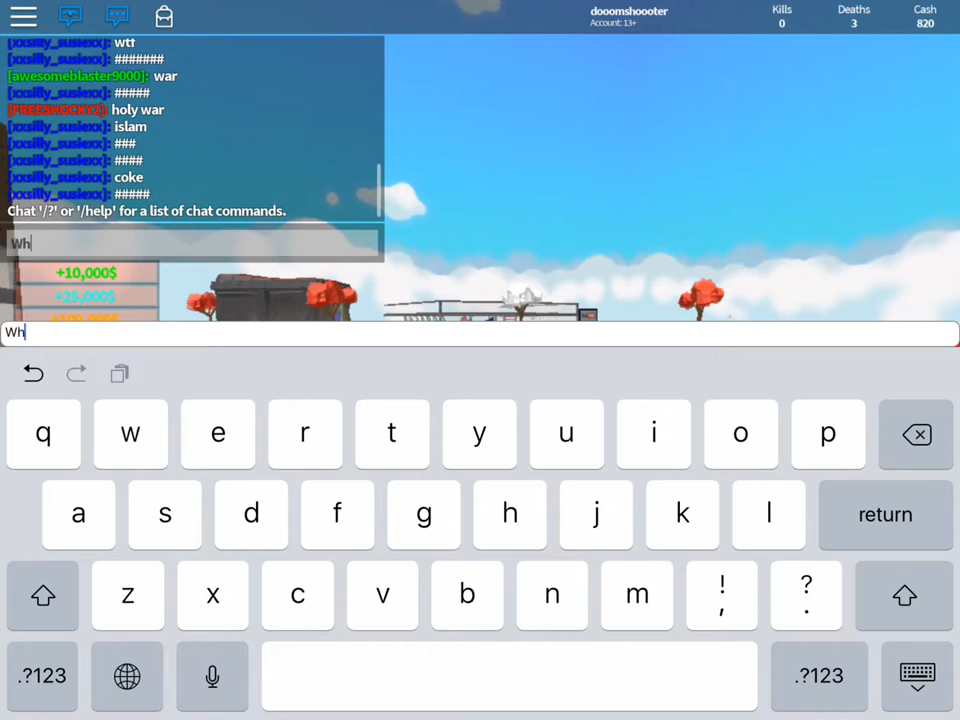 dooomshoooter
Account: 13+
Kills
0
Deaths
3
Cash
820
[xxsilly_susiexx]: wtf
[xxsilly_susiexx]: #######
[awesomeblaster9000]: war
[xxsilly_susiexx]: #####
[FREESHOCKY2]: holy war
[xxsilly_susiexx]: islam
[xxsilly_susiexx]: ###
[xxsilly_susiexx]: ####
[xxsilly_susiexx]: coke
[xxsilly_susiexx]: #####
Chat '/?' or '/help' for a list of chat commands.
Wh
+10,000$
+25,000$
+100,000$
Wh
q w e r t y u i o p
a s d f g h j k l return
z x c v b n m ! , ? .
.?123 .?123